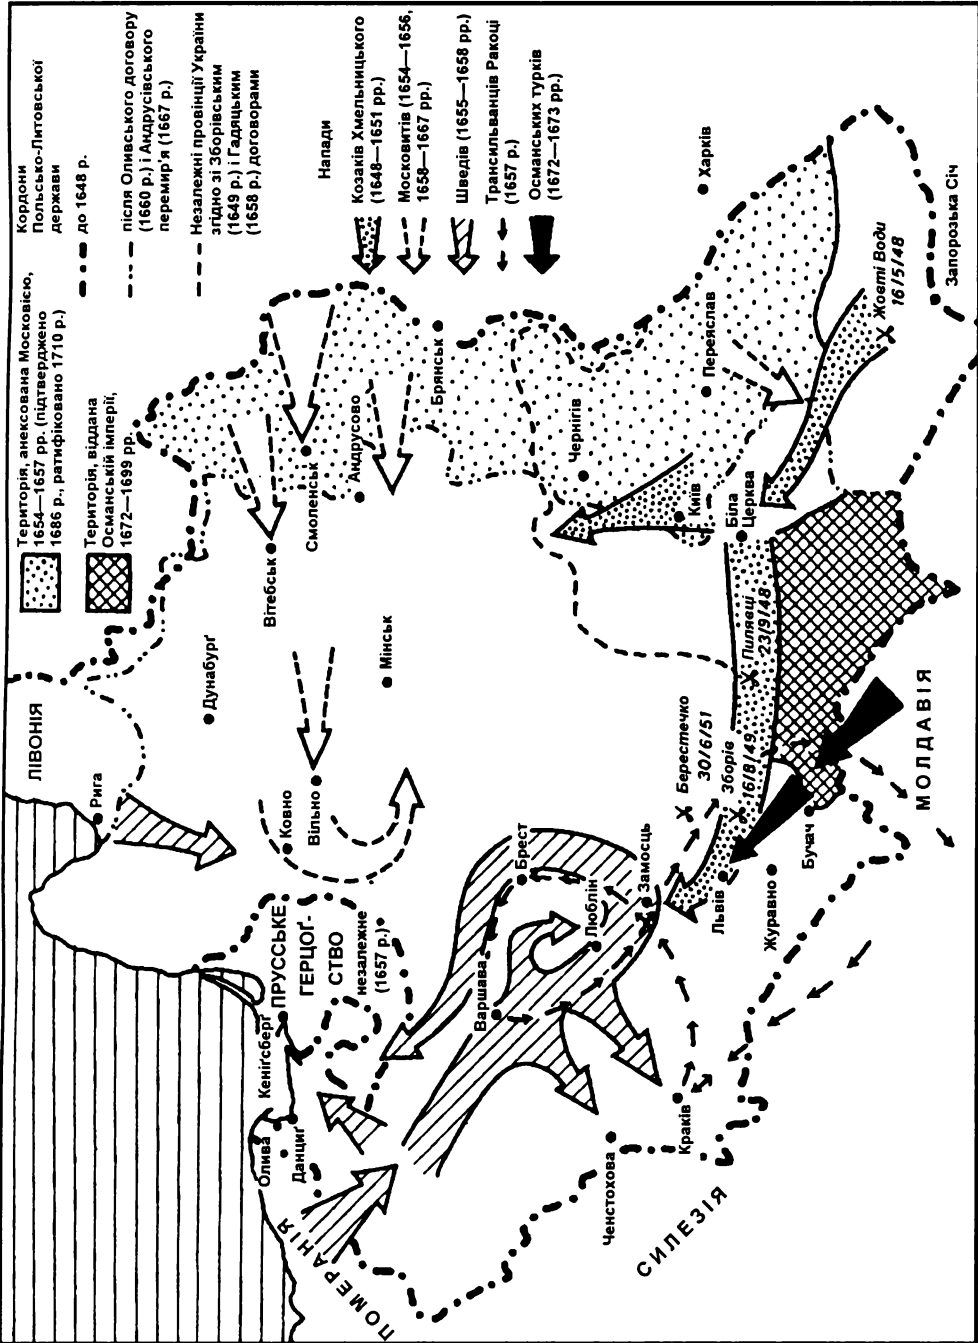 Територія, анексована Московією,
1654—1657 рр. (підтверджено
1686 р., ратифіковано 1710 р.)
Територія, віддана
Османській імперії,
1672—1699 рр.
Кордони
Польсько-Литовської
держави
до 1648 р.
після Оливського договору
(1660 р.) і Андрусівського
перемир'я (1667 р.)
Незалежні провінції України
згідно зі Зборівським
(1649 р.) і Гадяцьким
(1658 р.) договорами
Напади
Козаків Хмельницького
(1648—1651 рр.)
Московитів (1654—1656,
1658—1667 рр.)
Шведів (1655—1658 рр.)
Трансильванців Ракоці
(1657 р.)
Османських турків
(1672—1673 рр.)
ЛІВОНІЯ
Рига
Дунабурґ
Вітебськ
Смоленськ
Андрусово
Брянськ
Мінськ
Ковно
Вільно
ПРУССЬКЕ
ГЕРЦОҐ-
СТВО
незалежне
(1657 р.)
Кеніґсберґ
Олива
Данциґ
ПОМЕРАНІЯ
Варшава
Брест
Люблін
Замосць
Ченстохова
Краків
СИЛЕЗІЯ
Чернігів
Київ
Переяслав
Харків
Біла
Церква
Жовті Води
16/5/48
Запорозька Січ
Пилявці
23/9/48
Берестечко
30/6/51
Зборів
16/8/49
Львів
Журавно
Бучач
МОЛДАВІЯ